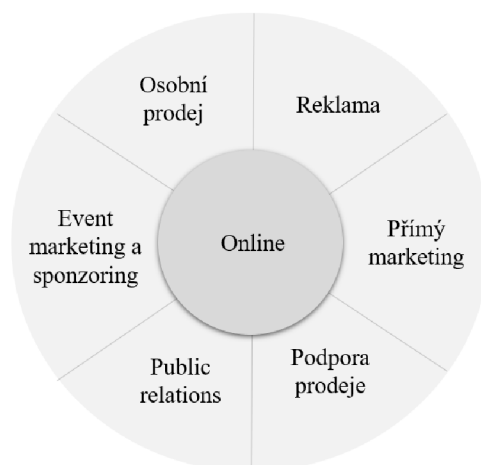 Osobní
prodej
Reklama
Event
marketing a
sponzoring
Online
Přímý
marketing
Public
relations
Podpora
prodeje